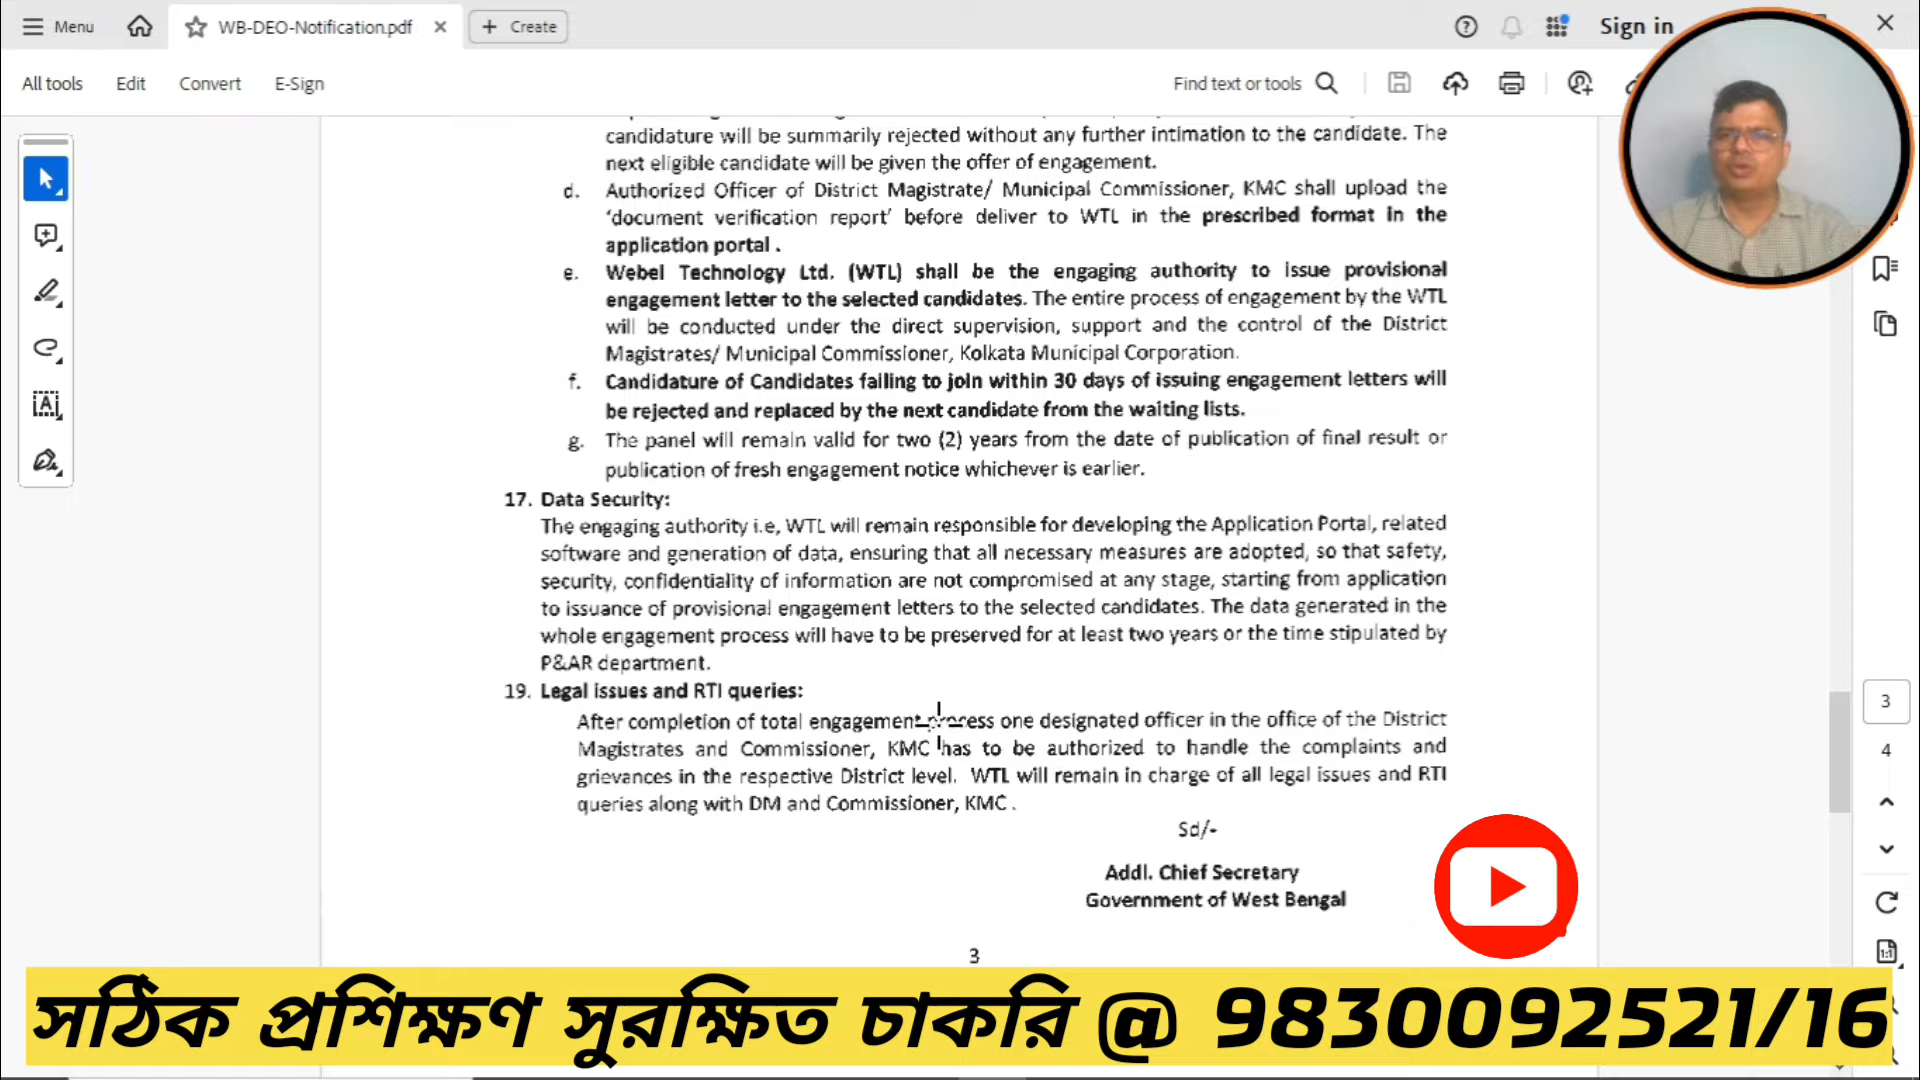 Menu
WB-DEO-Notification.pdf
Create
Sign in
All tools
Edit
Convert
E-Sign
Find text or tools
candidature will be summarily rejected without any further intimation to the candidate. The
next eligible candidate will be given the offer of engagement.
d. Authorized Officer of District Magistrate/ Municipal Commissioner, KMC shall upload the
'document verification report' before deliver to WTL in the prescribed format in the
application portal .
e. Webel Technology Ltd. (WTL) shall be the engaging authority to issue provisional
engagement letter to the selected candidates. The entire process of engagement by the WTL
will be conducted under the direct supervision, support and the control of the District
Magistrates/ Municipal Commissioner, Kolkata Municipal Corporation.
f. Candidature of Candidates failing to join within 30 days of issuing engagement letters will
be rejected and replaced by the next candidate from the waiting lists.
g. The panel will remain valid for two (2) years from the date of publication of final result or
publication of fresh engagement notice whichever is earlier.
17. Data Security:
The engaging authority i.e, WTL will remain responsible for developing the Application Portal, related
software and generation of data, ensuring that all necessary measures are adopted, so that safety,
security, confidentiality of information are not compromised at any stage, starting from application
to issuance of provisional engagement letters to the selected candidates. The data generated in the
whole engagement process will have to be preserved for at least two years or the time stipulated by
P&AR department.
19. Legal issues and RTI queries:
After completion of total engagement process one designated officer in the office of the District
Magistrates and Commissioner, KMC has to be authorized to handle the complaints and
grievances in the respective District level. WTL will remain in charge of all legal issues and RTI
queries along with DM and Commissioner, KMC .
Sd/-
Addl. Chief Secretary
Government of West Bengal
3
3
4
1:1
সঠিক প্রশিক্ষণ সুরক্ষিত চাকরি @ 9830092521/16